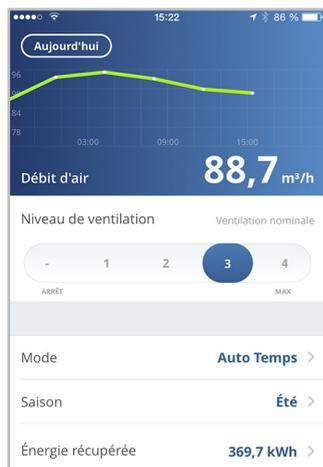 15:22 86 %
Aujourd'hui
96
90
84
78
03:00 09:00 15:00
Débit d'air 88,7 m³/h
Niveau de ventilation Ventilation nominale
- 1 2 3 4
ARRÊT MAX
Mode Auto Temps
Saison Été
Énergie récupérée 369,7 kWh